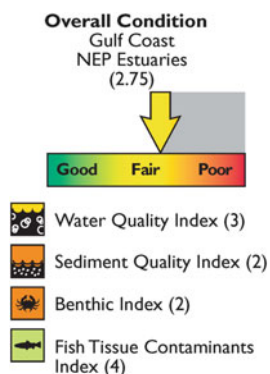 Overall Condition
Gulf Coast
NEP Estuaries
(2.75)
Good Fair Poor
Water Quality Index (3)
Sediment Quality Index (2)
Benthic Index (2)
Fish Tissue Contaminants
Index (4)